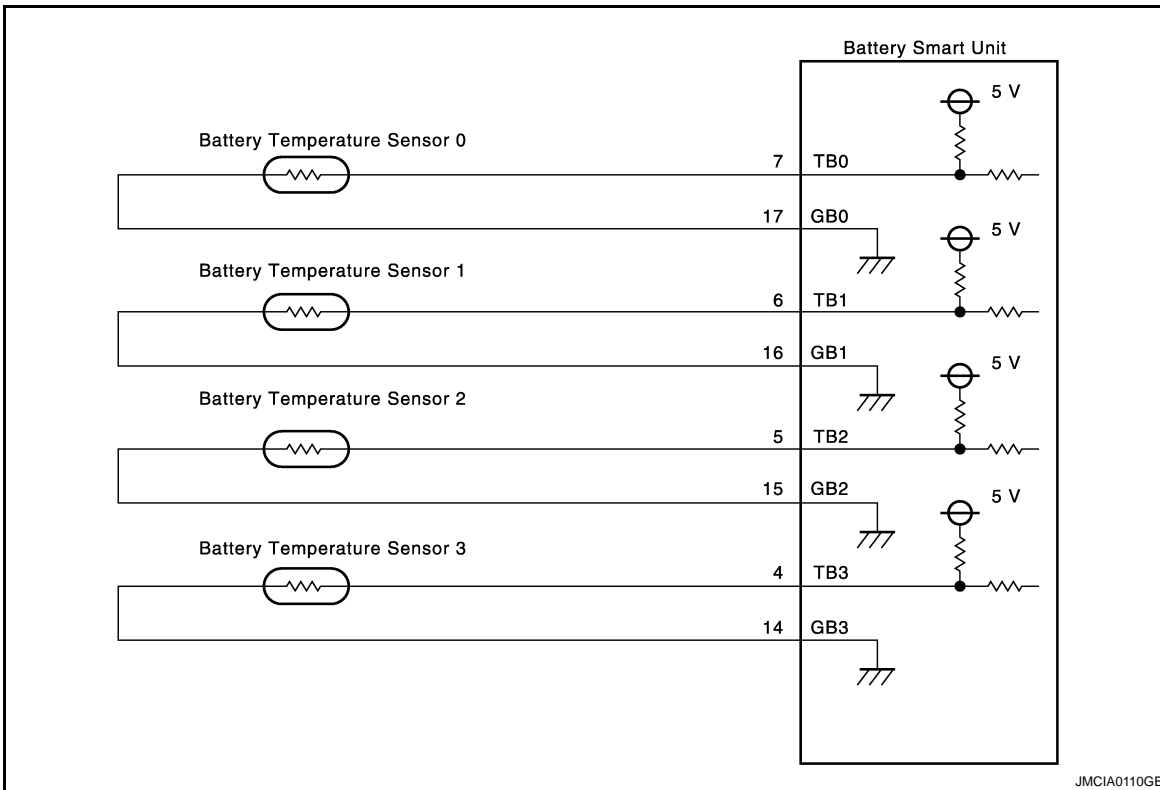 Battery Smart Unit
5 V
Battery Temperature Sensor 0
7 TB0
17 GB0
5 V
Battery Temperature Sensor 1
6 TB1
16 GB1
5 V
Battery Temperature Sensor 2
5 TB2
15 GB2
5 V
Battery Temperature Sensor 3
4 TB3
14 GB3
JMCIA0110GB